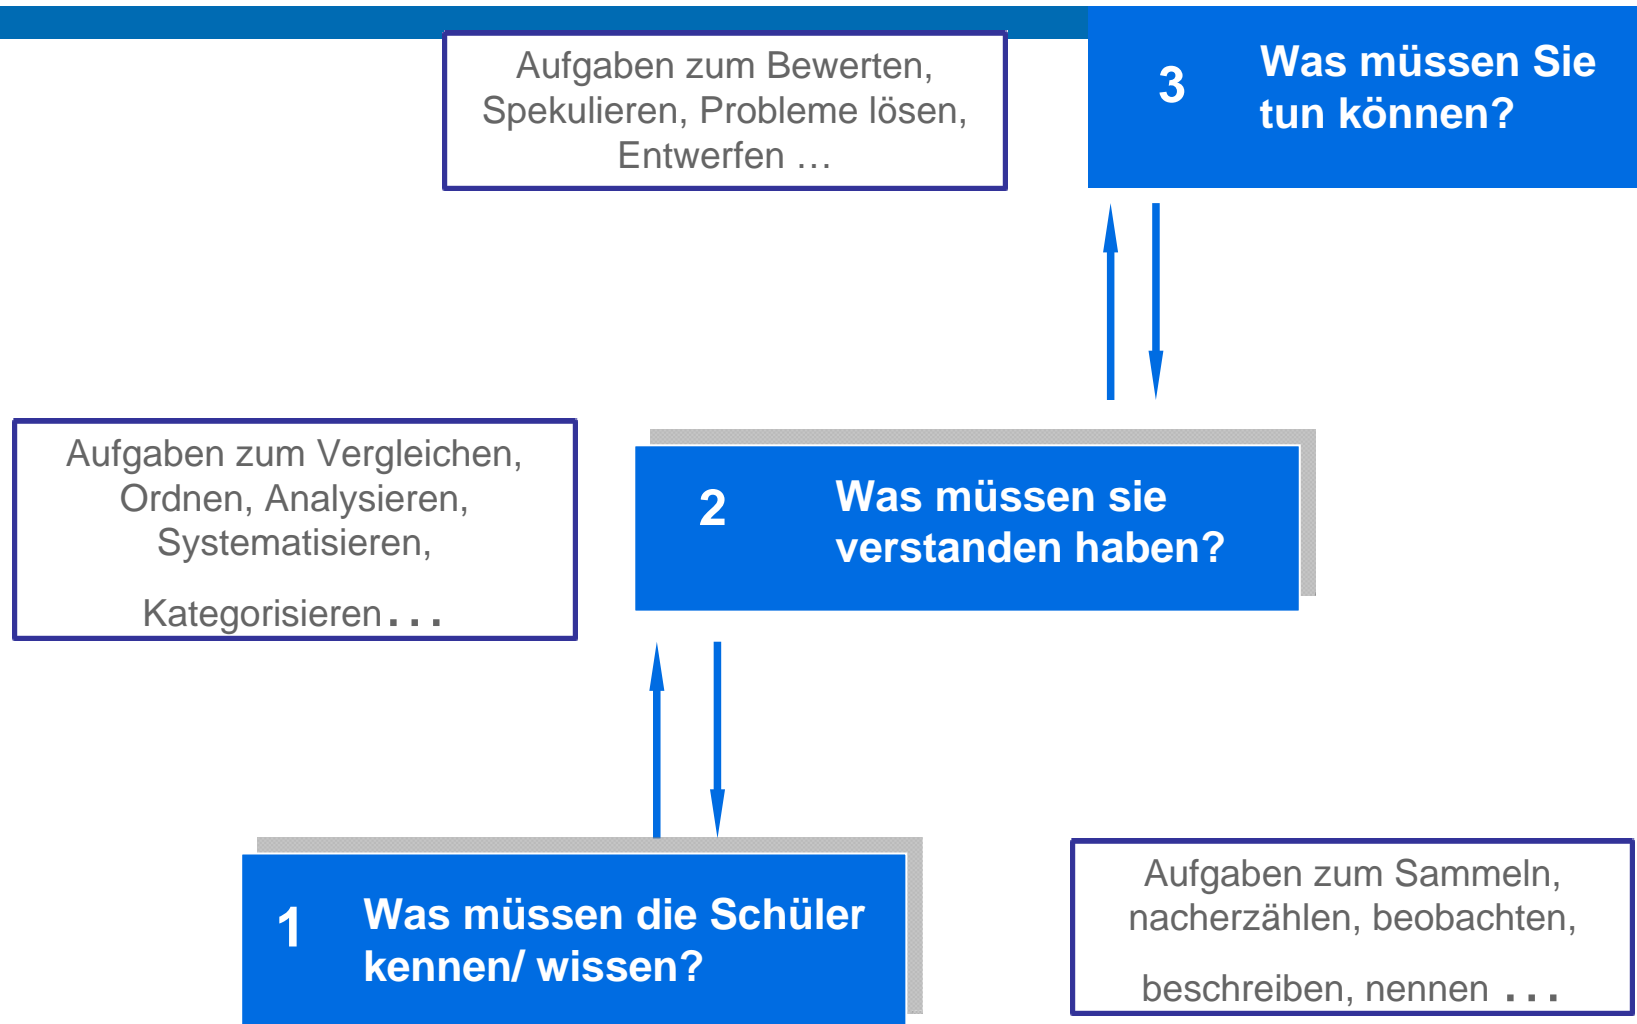 Aufgaben zum Bewerten,
Spekulieren, Probleme lösen,
Entwerfen …
3
Was müssen Sie
tun können?
Aufgaben zum Vergleichen,
Ordnen, Analysieren,
Systematisieren,
Kategorisieren...
2
Was müssen sie
verstanden haben?
1
Was müssen die Schüler
kennen/ wissen?
Aufgaben zum Sammeln,
nacherzählen, beobachten,
beschreiben, nennen ...